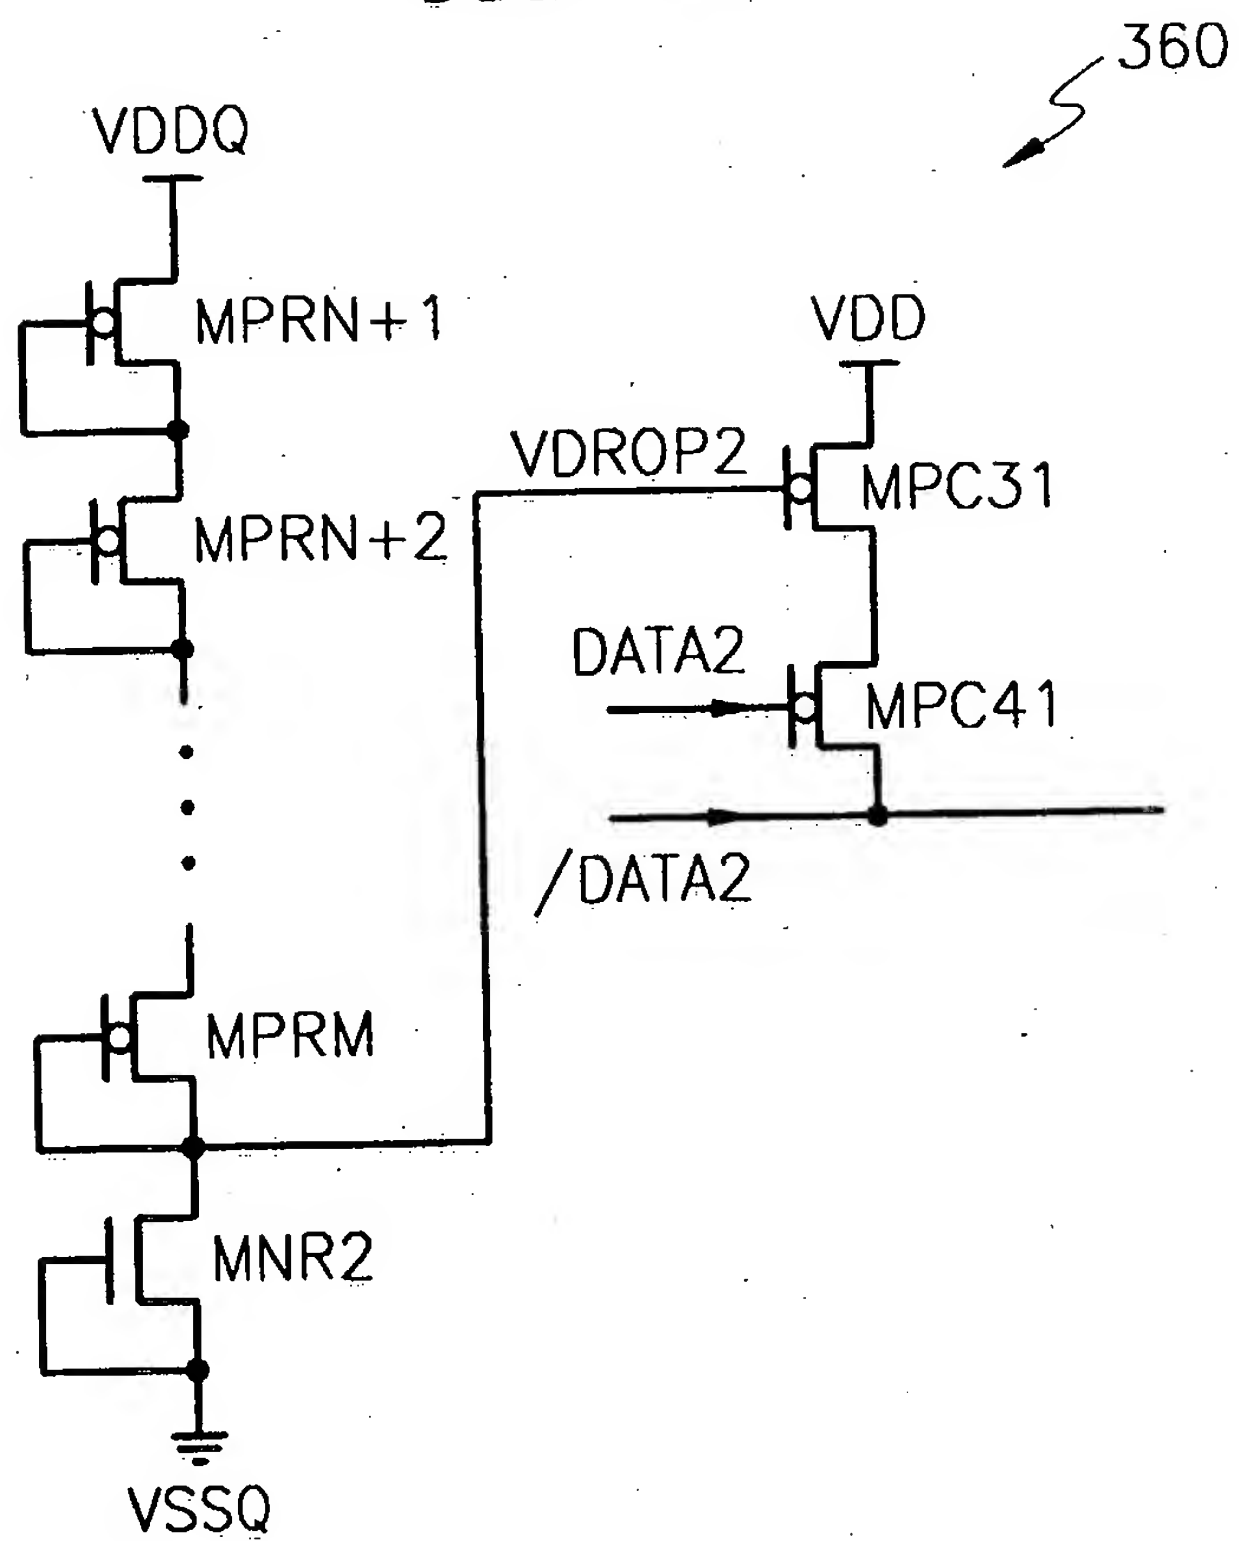 360
VDDQ
MPRN+1
VDD
VDROP2
MPC31
MPRN+2
DATA2
MPC41
/DATA2
MPRM
MNR2
VSSQ